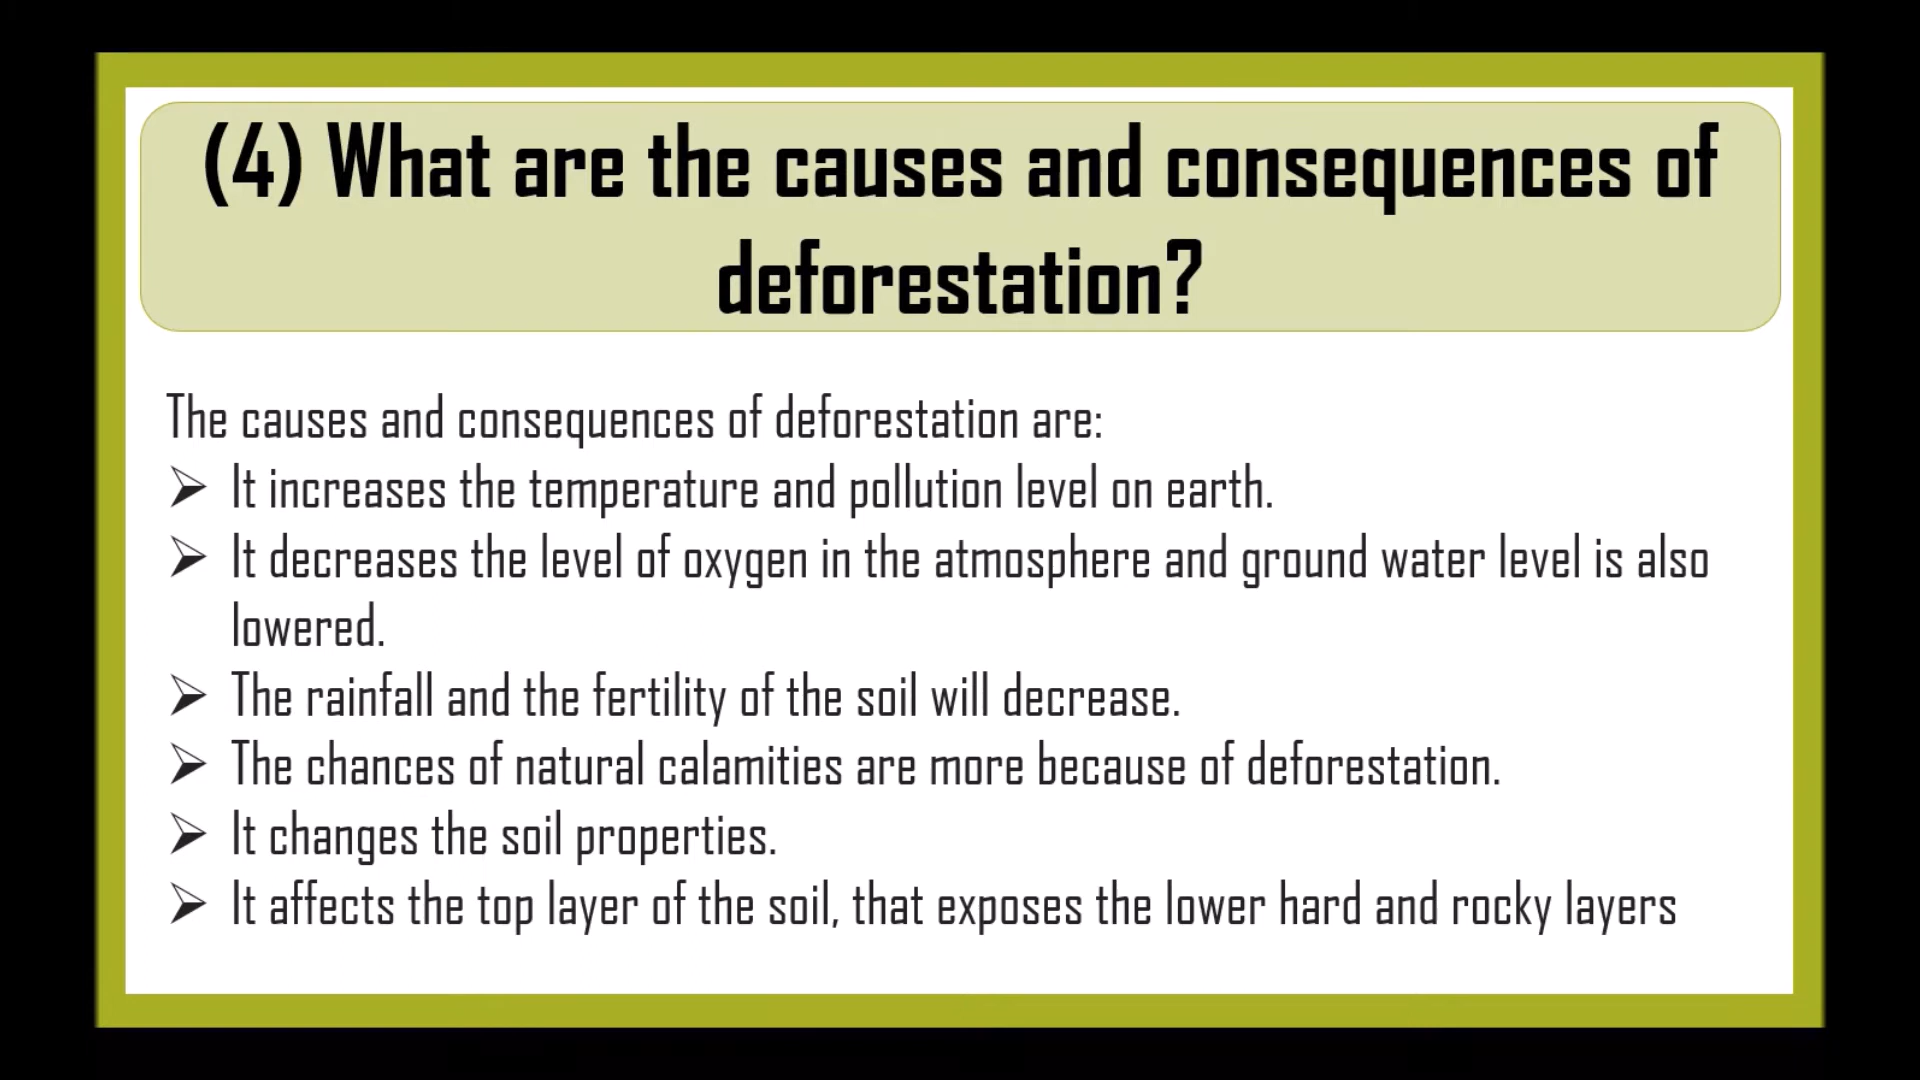 (4) What are the causes and consequences of
deforestation?
The causes and consequences of deforestation are:
➢ It increases the temperature and pollution level on earth.
➢ It decreases the level of oxygen in the atmosphere and ground water level is also
lowered.
➢ The rainfall and the fertility of the soil will decrease.
➢ The chances of natural calamities are more because of deforestation.
➢ It changes the soil properties.
➢ It affects the top layer of the soil, that exposes the lower hard and rocky layers